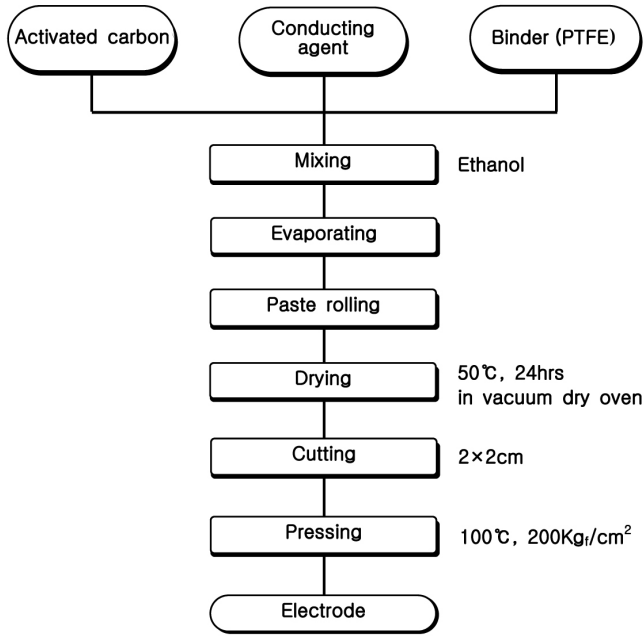 Activated carbon
Conducting
agent
Binder (PTFE)
Mixing
Ethanol
Evaporating
Paste rolling
Drying
50℃, 24hrs
in vacuum dry oven
Cutting
2×2cm
Pressing
100℃, 200Kgf/cm²
Electrode